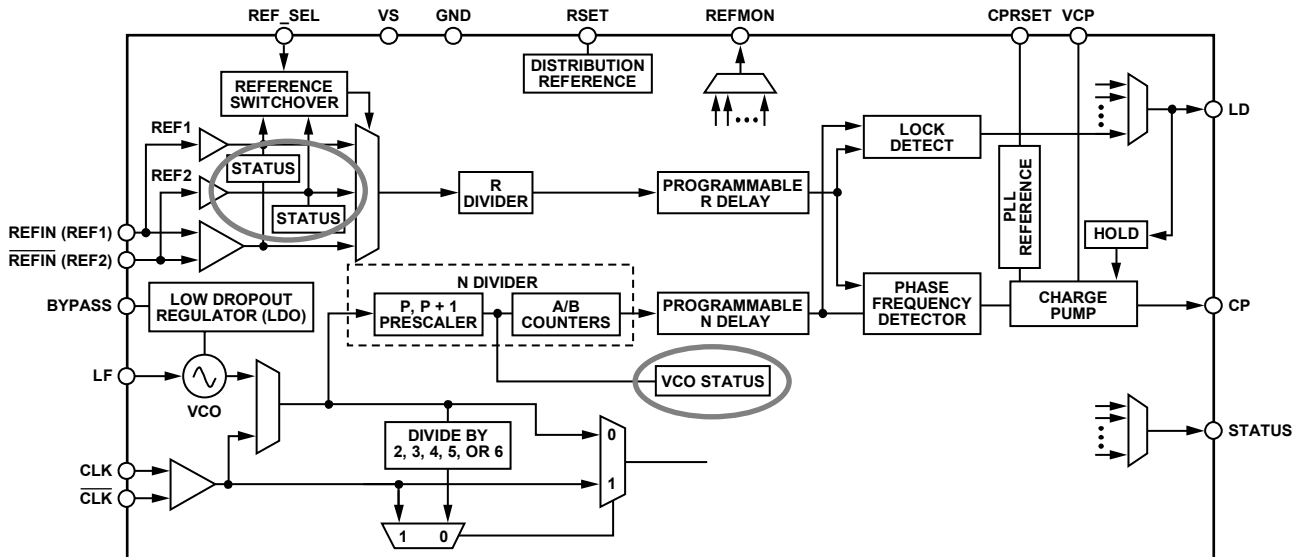 REF_SEL
VS
GND
RSET
REFMON
CPRSET
VCP
DISTRIBUTION
REFERENCE
REFERENCE
SWITCHOVER
REF1
STATUS
REF2
STATUS
R
DIVIDER
PROGRAMMABLE
R DELAY
LOCK
DETECT
LD
PLL
REFERENCE
HOLD
REFIN (REF1)
REFIN (REF2)
BYPASS
LOW DROPOUT
REGULATOR (LDO)
N DIVIDER
P, P + 1
PRESCALER
A/B
COUNTERS
PROGRAMMABLE
N DELAY
PHASE
FREQUENCY
DETECTOR
CHARGE
PUMP
CP
LF
VCO
VCO STATUS
STATUS
DIVIDE BY
2, 3, 4, 5, OR 6
0
1
CLK
CLK
1 0